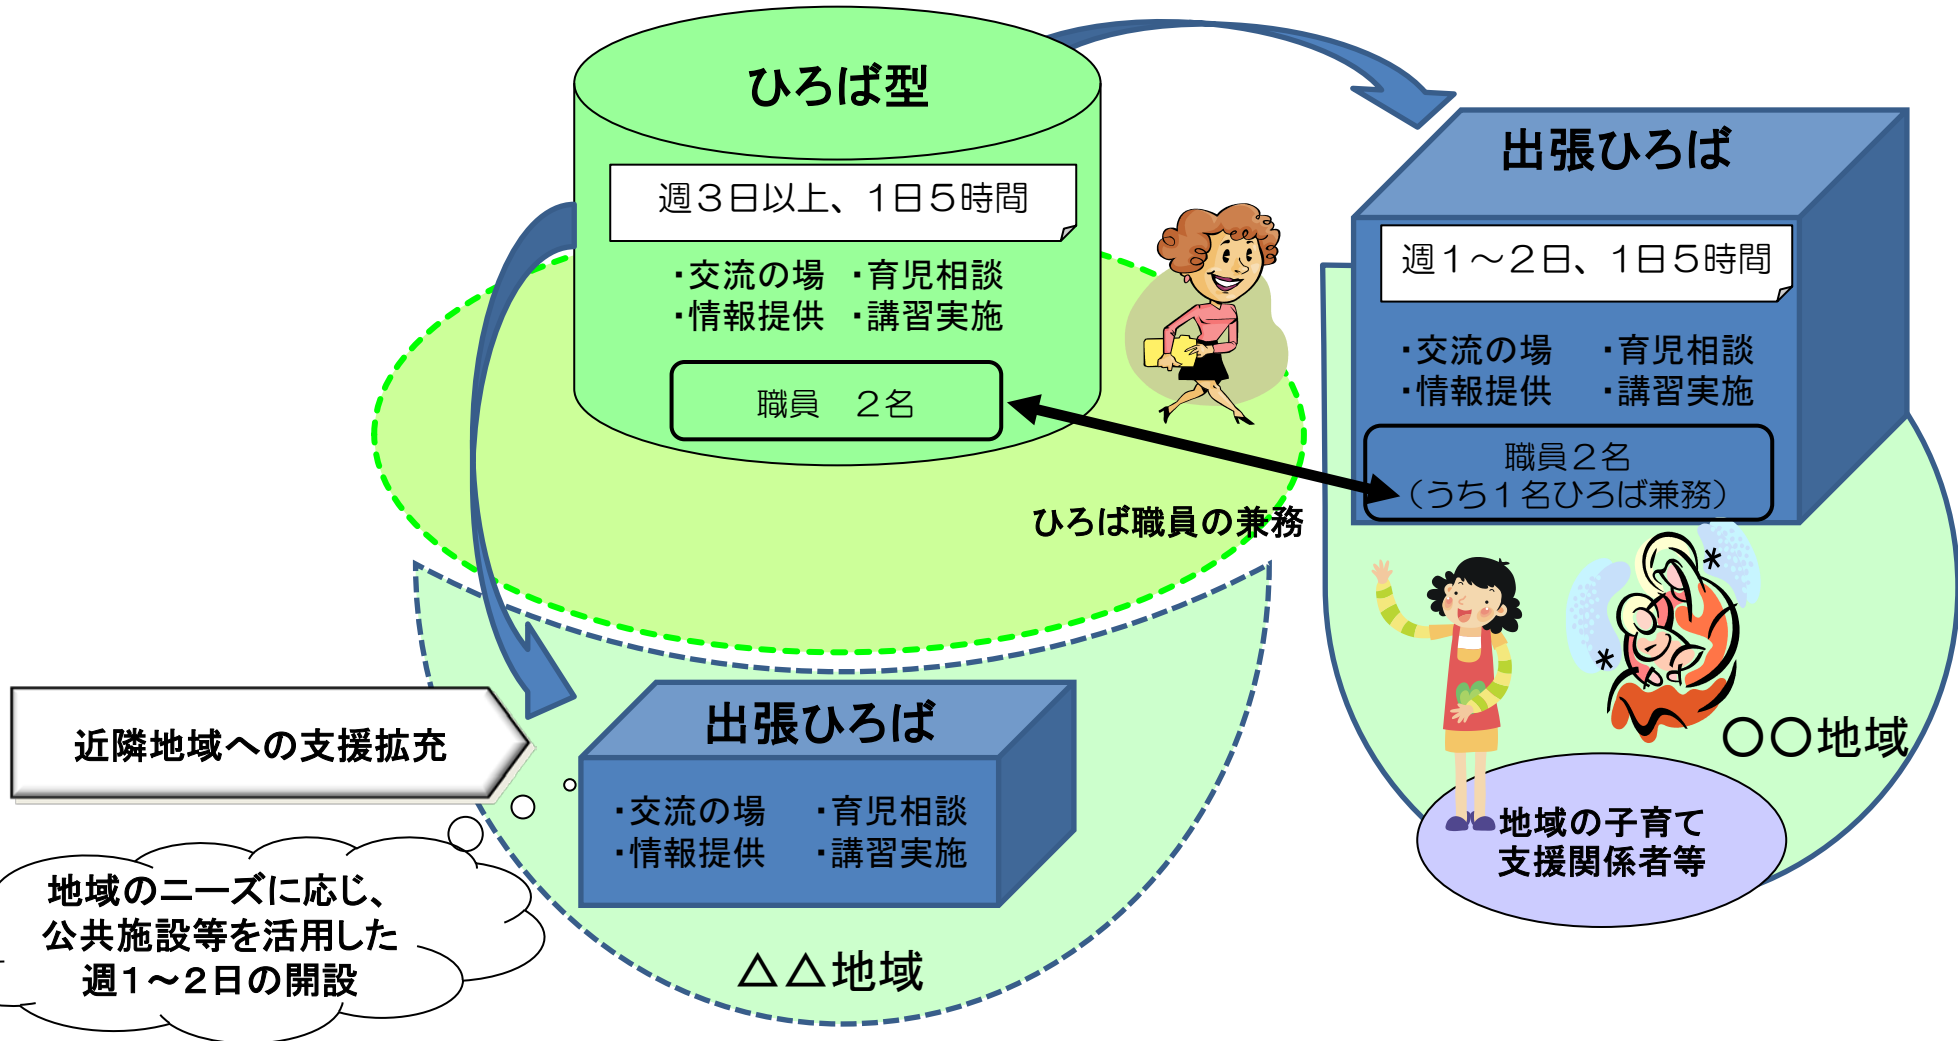 ひろば型
週３日以上、１日５時間
・交流の場 ・育児相談
・情報提供 ・講習実施
職員　２名
出張ひろば
週１～２日、１日５時間
・交流の場 ・育児相談
・情報提供 ・講習実施
職員２名
（うち１名ひろば兼務）
ひろば職員の兼務
〇〇地域
地域の子育て
支援関係者等
近隣地域への支援拡充
出張ひろば
・交流の場 ・育児相談
・情報提供 ・講習実施
△△地域
地域のニーズに応じ、
公共施設等を活用した
週１～２日の開設